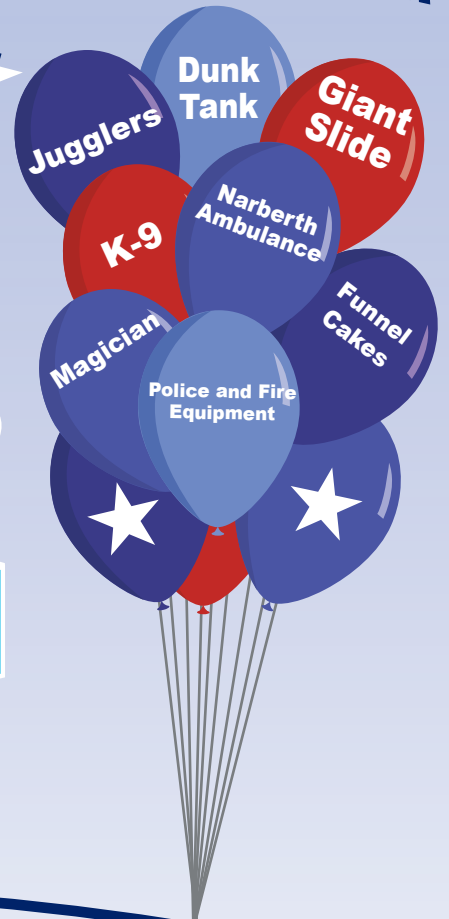 Dunk
Tank
Giant
Slide
Jugglers
Narberth
Ambulance
K-9
Funnel
Cakes
Magician
Police and Fire
Equipment